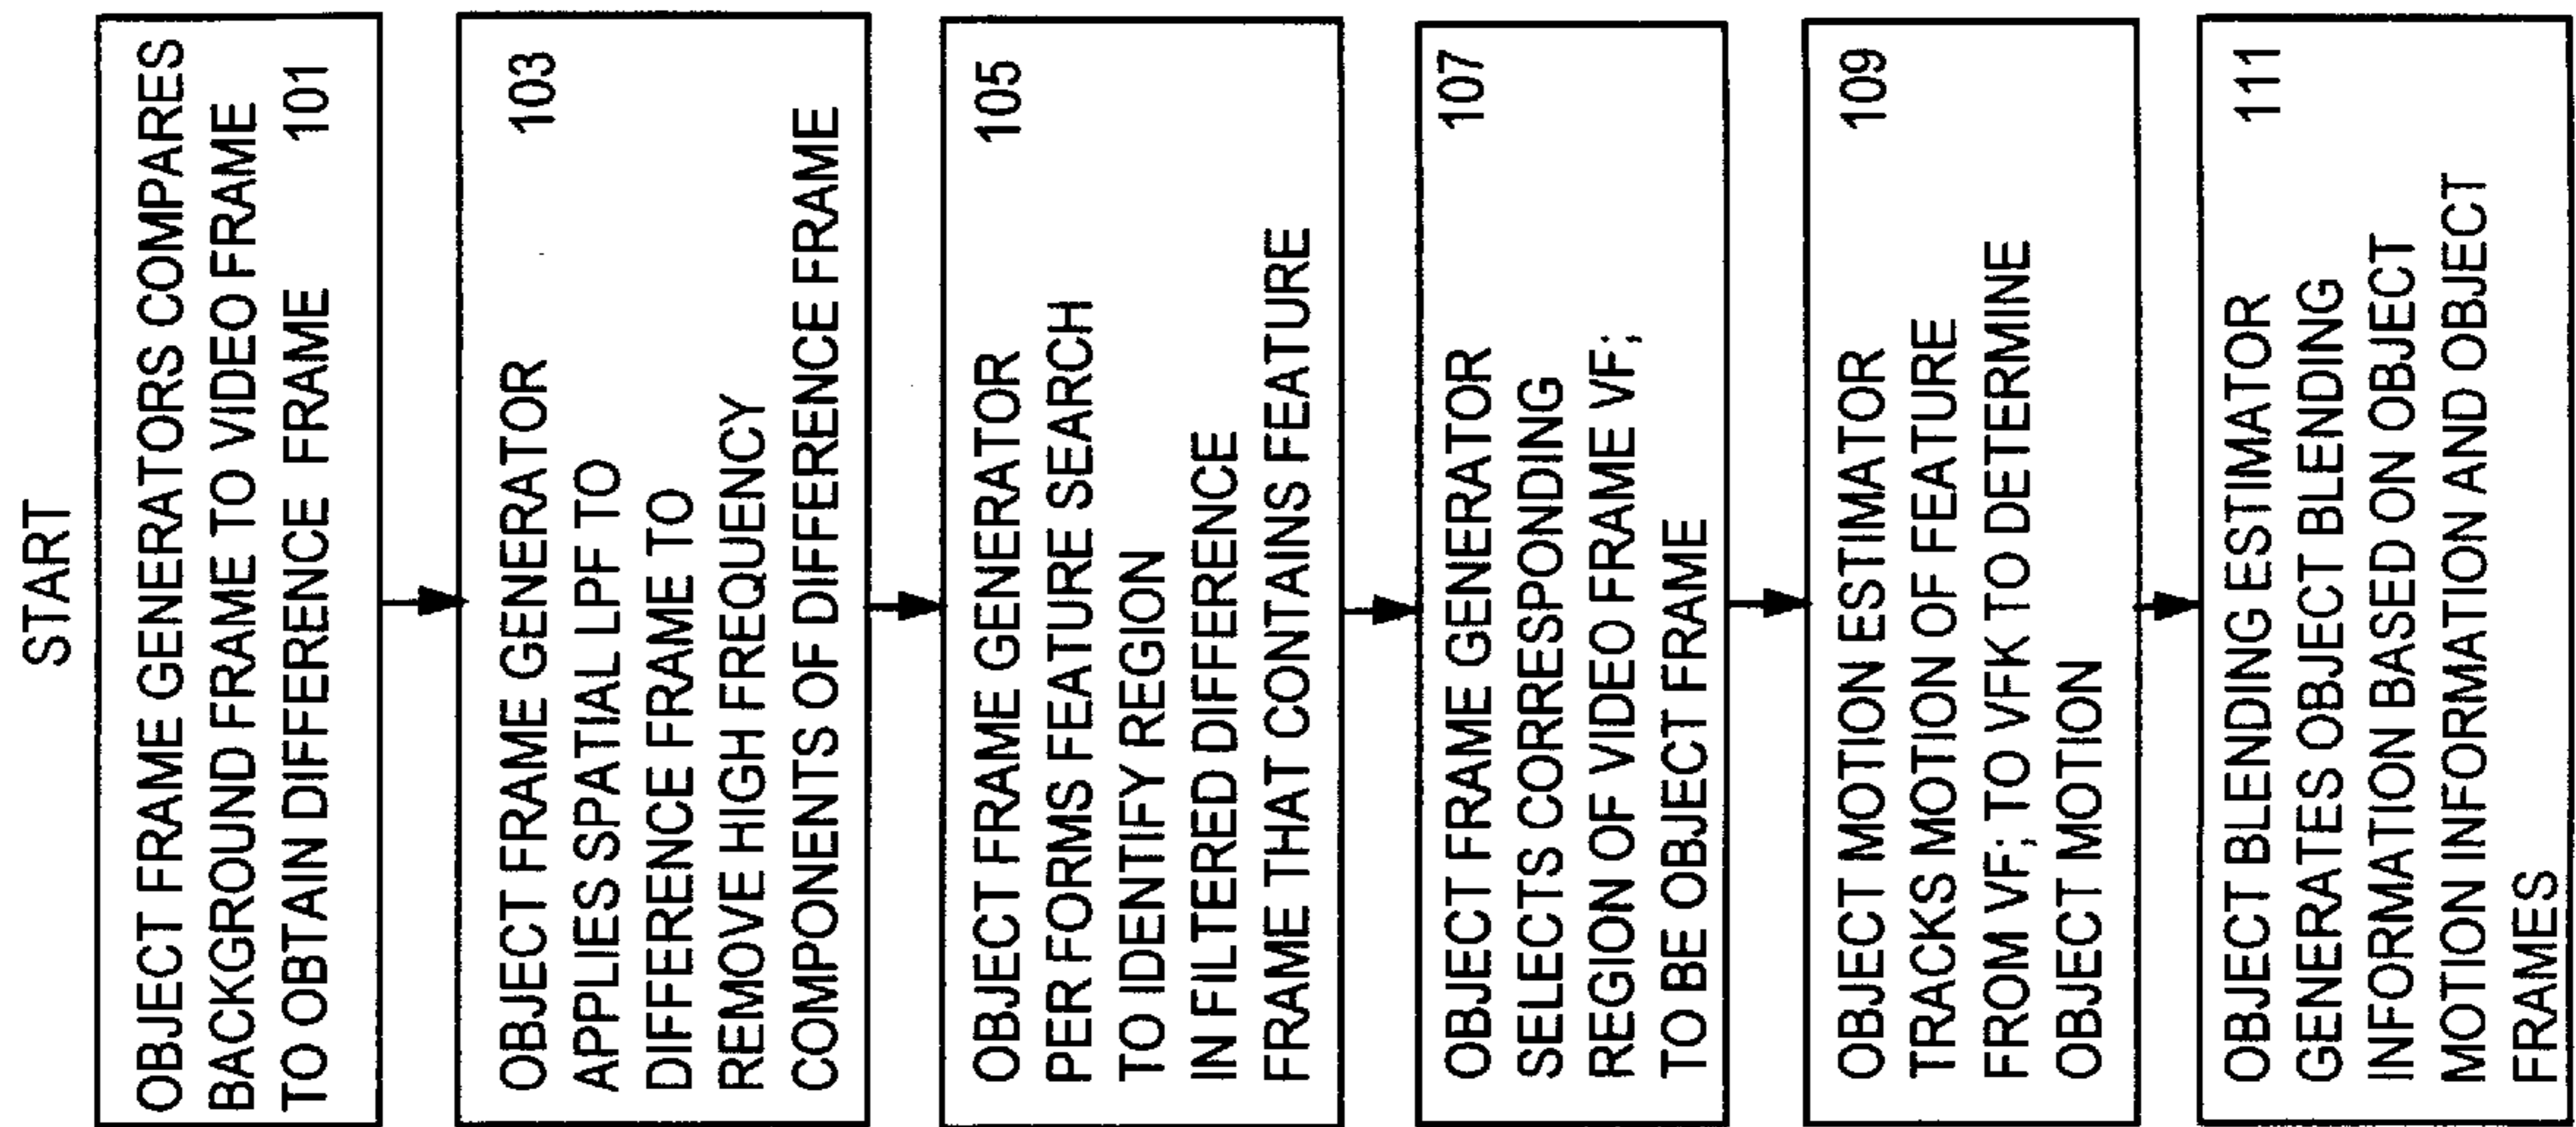 START
OBJECT FRAME GENERATORS COMPARES
BACKGROUND FRAME TO VIDEO FRAME
TO OBTAIN DIFFERENCE FRAME 101
OBJECT FRAME GENERATOR 103
APPLIES SPATIAL LPF TO
DIFFERENCE FRAME TO
REMOVE HIGH FREQUENCY
COMPONENTS OF DIFFERENCE FRAME
OBJECT FRAME GENERATOR 105
PER FORMS FEATURE SEARCH
TO IDENTIFY REGION
IN FILTERED DIFFERENCE
FRAME THAT CONTAINS FEATURE
OBJECT FRAME GENERATOR 107
SELECTS CORRESPONDING
REGION OF VIDEO FRAME VF;
TO BE OBJECT FRAME
OBJECT MOTION ESTIMATOR 109
TRACKS MOTION OF FEATURE
FROM VF; TO VFK TO DETERMINE
OBJECT MOTION
OBJECT BLENDING ESTIMATOR 111
GENERATES OBJECT BLENDING
INFORMATION BASED ON OBJECT
MOTION INFORMATION AND OBJECT
FRAMES